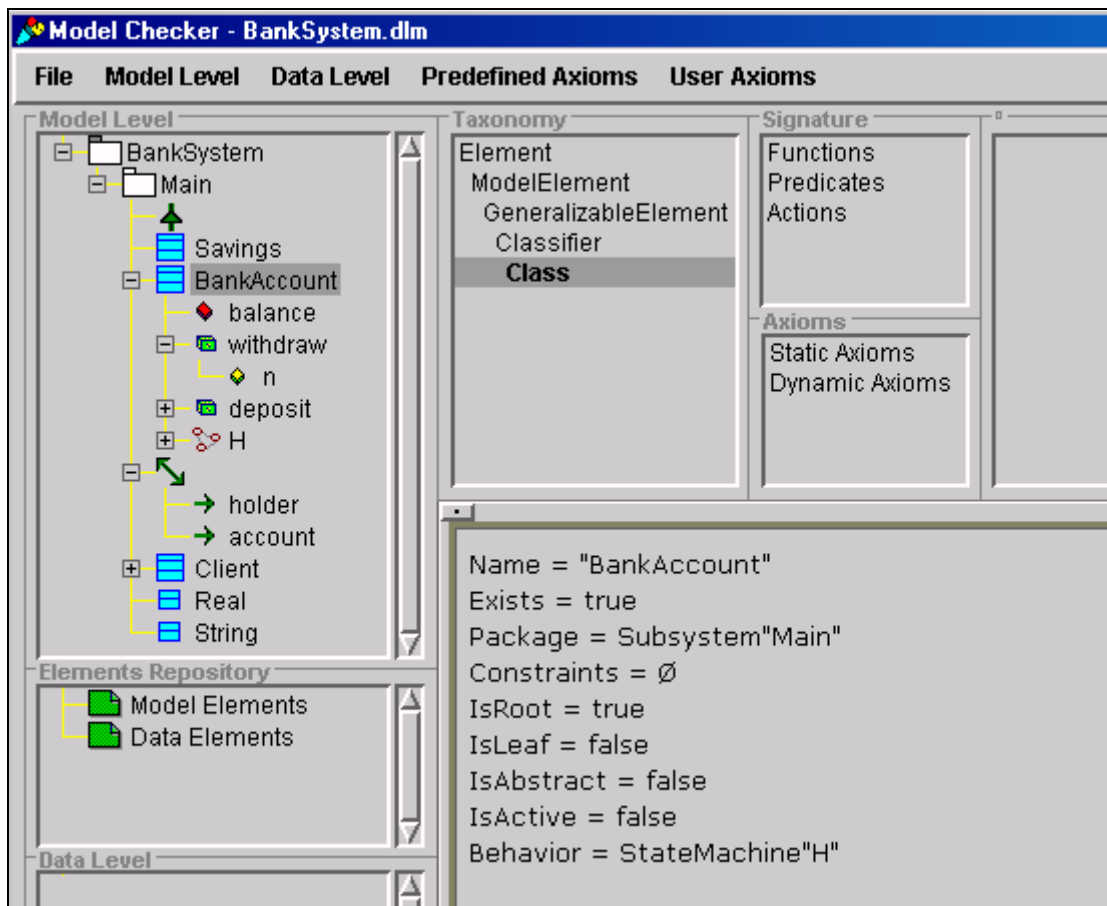 Model Checker - BankSystem.dlm
File Model Level Data Level Predefined Axioms User Axioms
Model Level
BankSystem
Main
Savings
BankAccount
balance
withdraw
n
deposit
H
holder
account
Client
Real
String
Elements Repository
Model Elements
Data Elements
Data Level
Taxonomy
Element
ModelElement
GeneralizableElement
Classifier
Class
Signature
Functions
Predicates
Actions
Axioms
Static Axioms
Dynamic Axioms
Name = "BankAccount"
Exists = true
Package = Subsystem"Main"
Constraints = Ø
IsRoot = true
IsLeaf = false
IsAbstract = false
IsActive = false
Behavior = StateMachine"H"